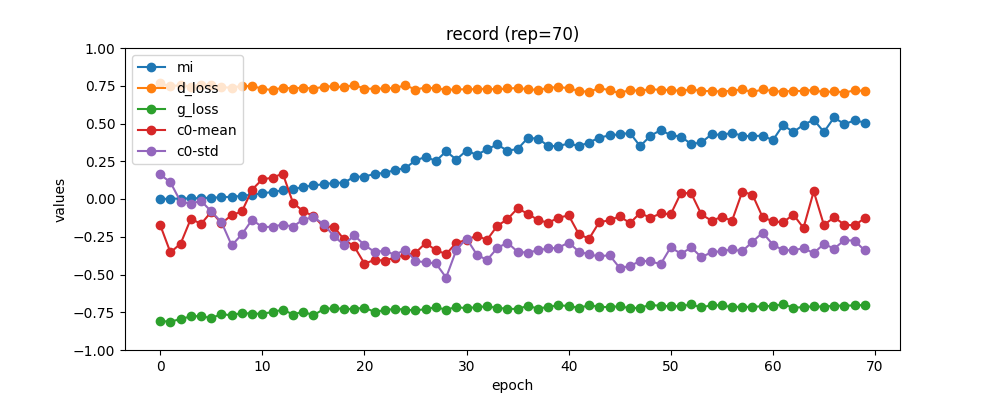 record (rep=70)
1.00
0.75
0.50
0.25
0.00
−0.25
−0.50
−0.75
−1.00
values
mi
d_loss
g_loss
c0-mean
c0-std
0 10 20 30 40 50 60 70
epoch